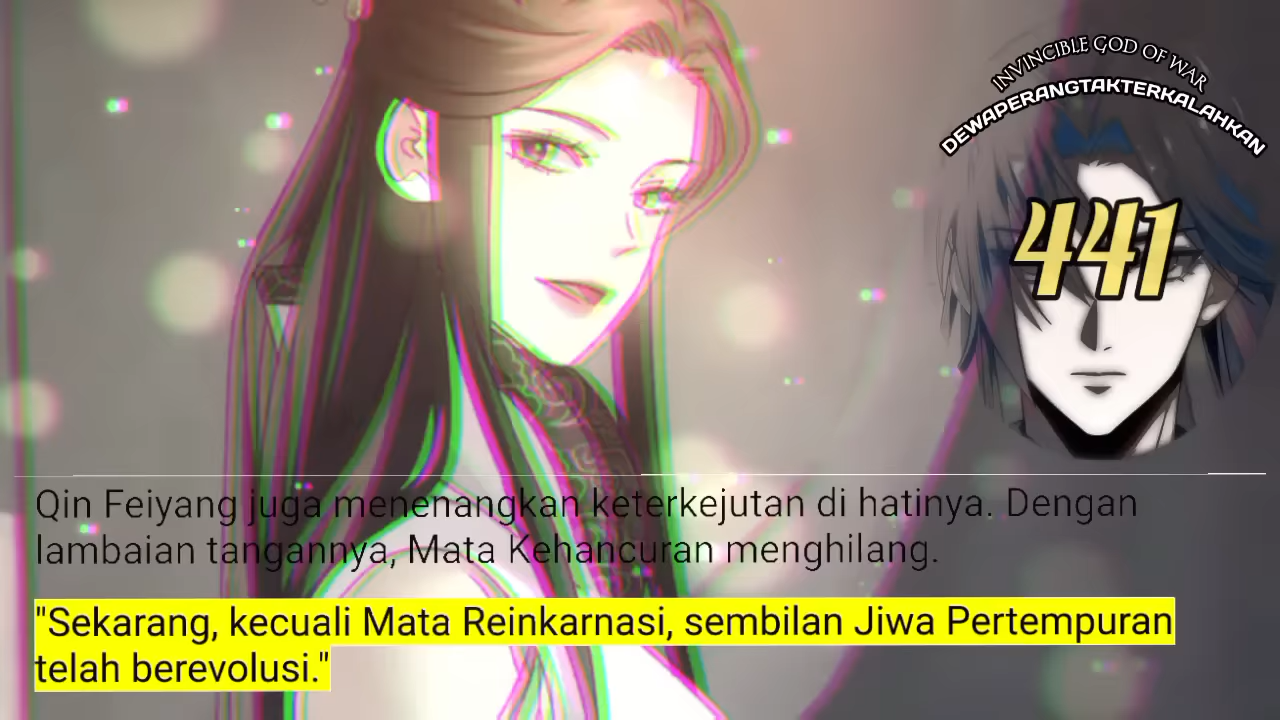 INVINCIBLE GOD OF WAR
DEWAPERANGTAKTERKALAHKAN
441
Qin Feiyang juga menenangkan keterkejutan di hatinya. Dengan
lambaian tangannya, Mata Kehancuran menghilang.
"Sekarang, kecuali Mata Reinkarnasi, sembilan Jiwa Pertempuran
telah berevolusi."